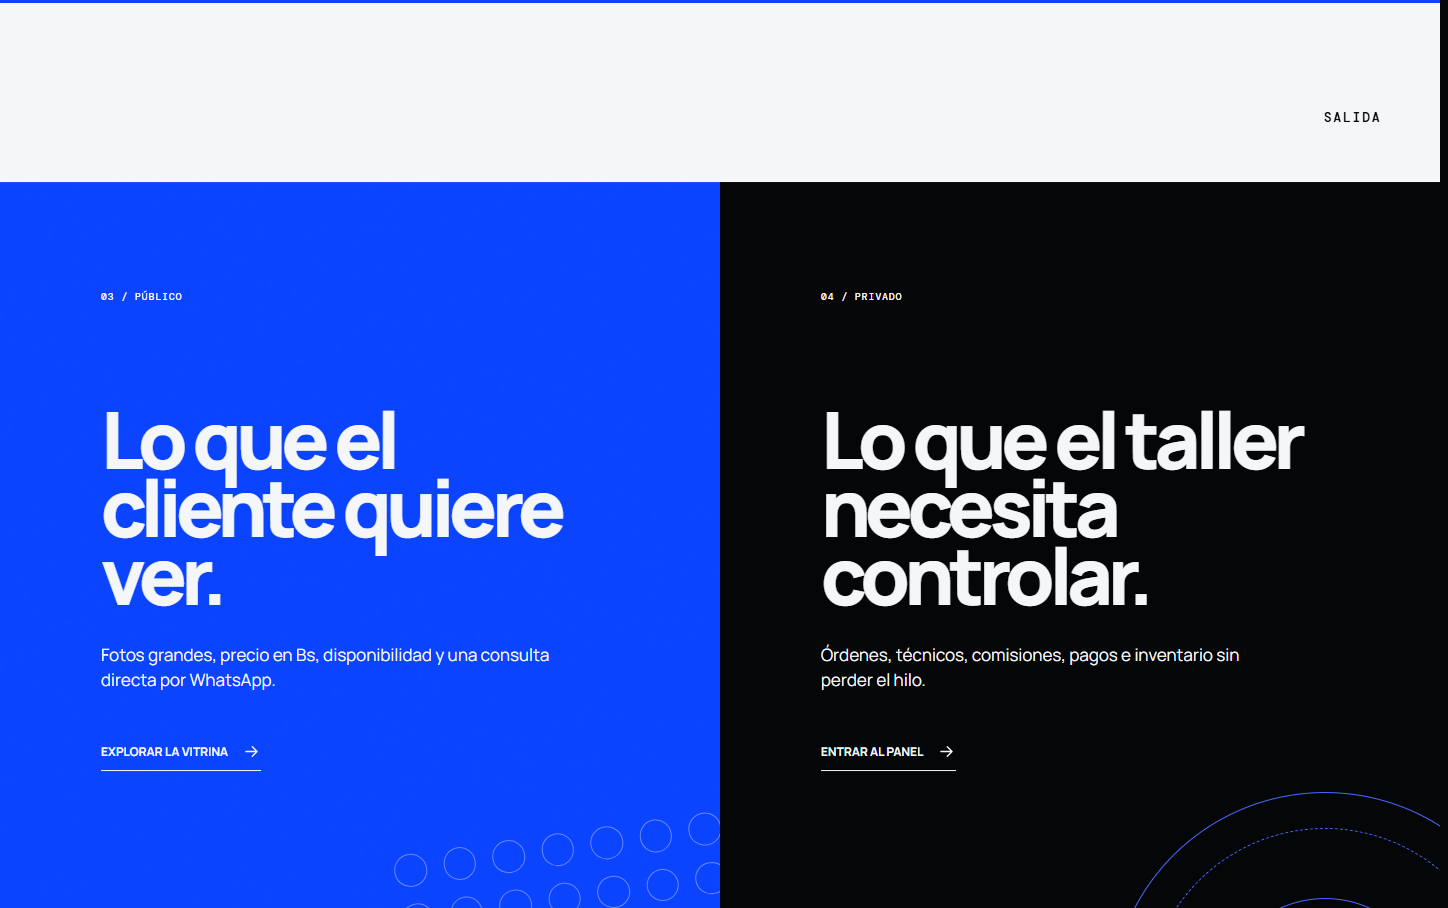 SALIDA
03 / PÚBLICO
Lo que el
cliente quiere
ver.
Fotos grandes, precio en Bs, disponibilidad y una consulta
directa por WhatsApp.
EXPLORAR LA VITRINA →
04 / PRIVADO
Lo que el taller
necesita
controlar.
Órdenes, técnicos, comisiones, pagos e inventario sin
perder el hilo.
ENTRAR AL PANEL →